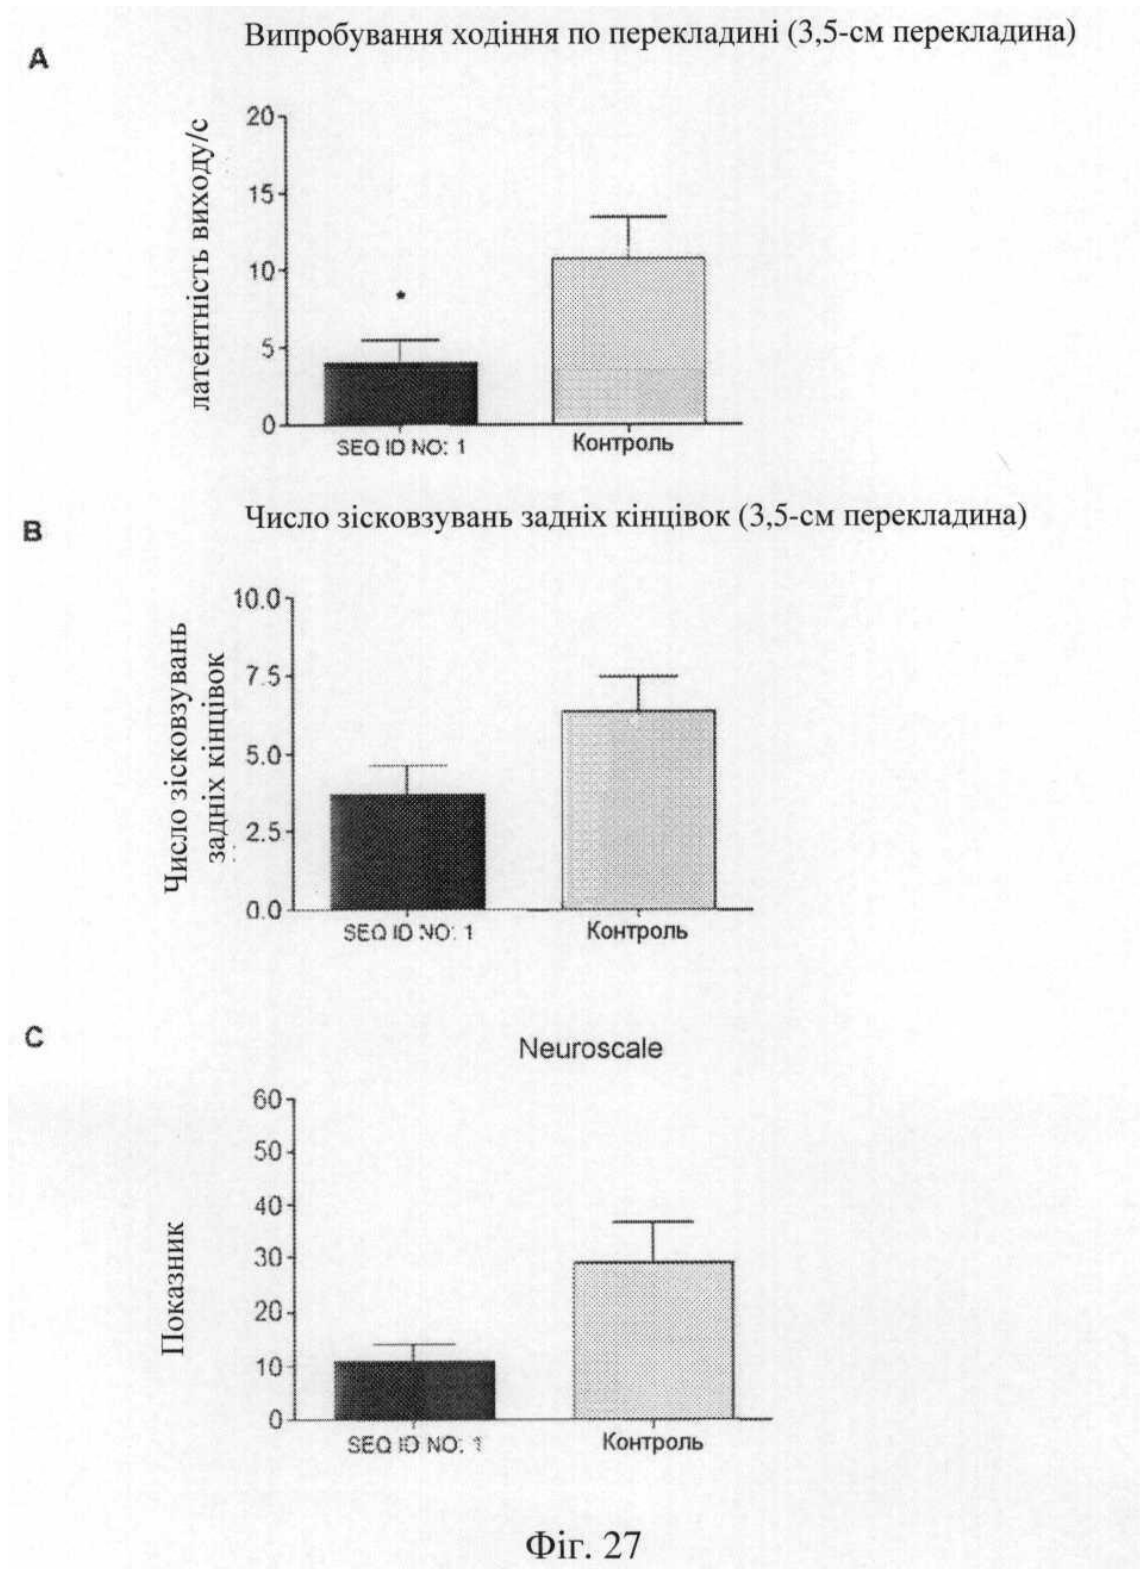 A
Випробування ходіння по перекладині (3,5-см перекладина)
латентність виходу/с
20
15
10
5
0
*
SEQ ID NO: 1
Контроль
B
Число зісковзувань задніх кінцівок (3,5-см перекладина)
Число зісковзувань
задніх кінцівок
10.0
7.5
5.0
2.5
0.0
SEQ ID NO: 1
Контроль
C
Neuroscale
Показник
60
50
40
30
20
10
0
SEQ ID NO: 1
Контроль
Фіг. 27